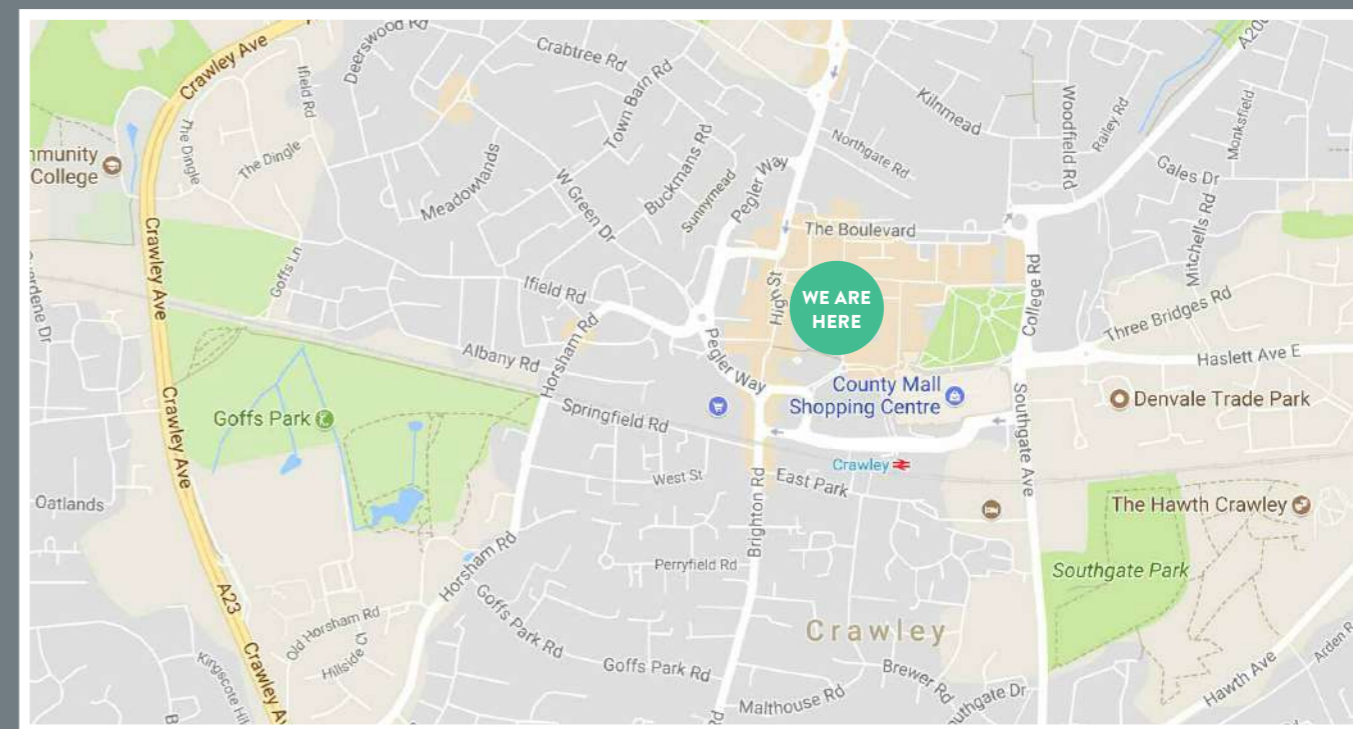 Crawley Ave
Deerswood Rd
Crabtree Rd
Ifield Rd
Town Barn Rd
Kilnmead
Woodfield Rd
Railey Rd
Monksfield
The Dingle
The Dingle
College
Meadowlands
W Green Dr
Buckmans Rd
Sunnymead
Pegler Way
Northgate Rd
Gales Dr
Mitchells Rd
The Boulevard
Crawley Ave
Goffs Ln
Ifield Rd
High St
WE ARE
HERE
College Rd
Three Bridges Rd
Haslett Ave E
Albany Rd
Horsham Rd
Pegler Way
County Mall
Shopping Centre
Denvale Trade Park
Southgate Ave
Crawley Ave
Goffs Park
Springfield Rd
Crawley
West St
East Park
Brighton Rd
Oatlands
The Hawth Crawley
Southgate Park
Perryfield Rd
Horsham Rd
A23
Old Horsham Rd
Hillside Cl
Goffs Park Rd
Goffs Park Rd
Crawley
Brewer Rd
Malthouse Rd
Hawth Ave